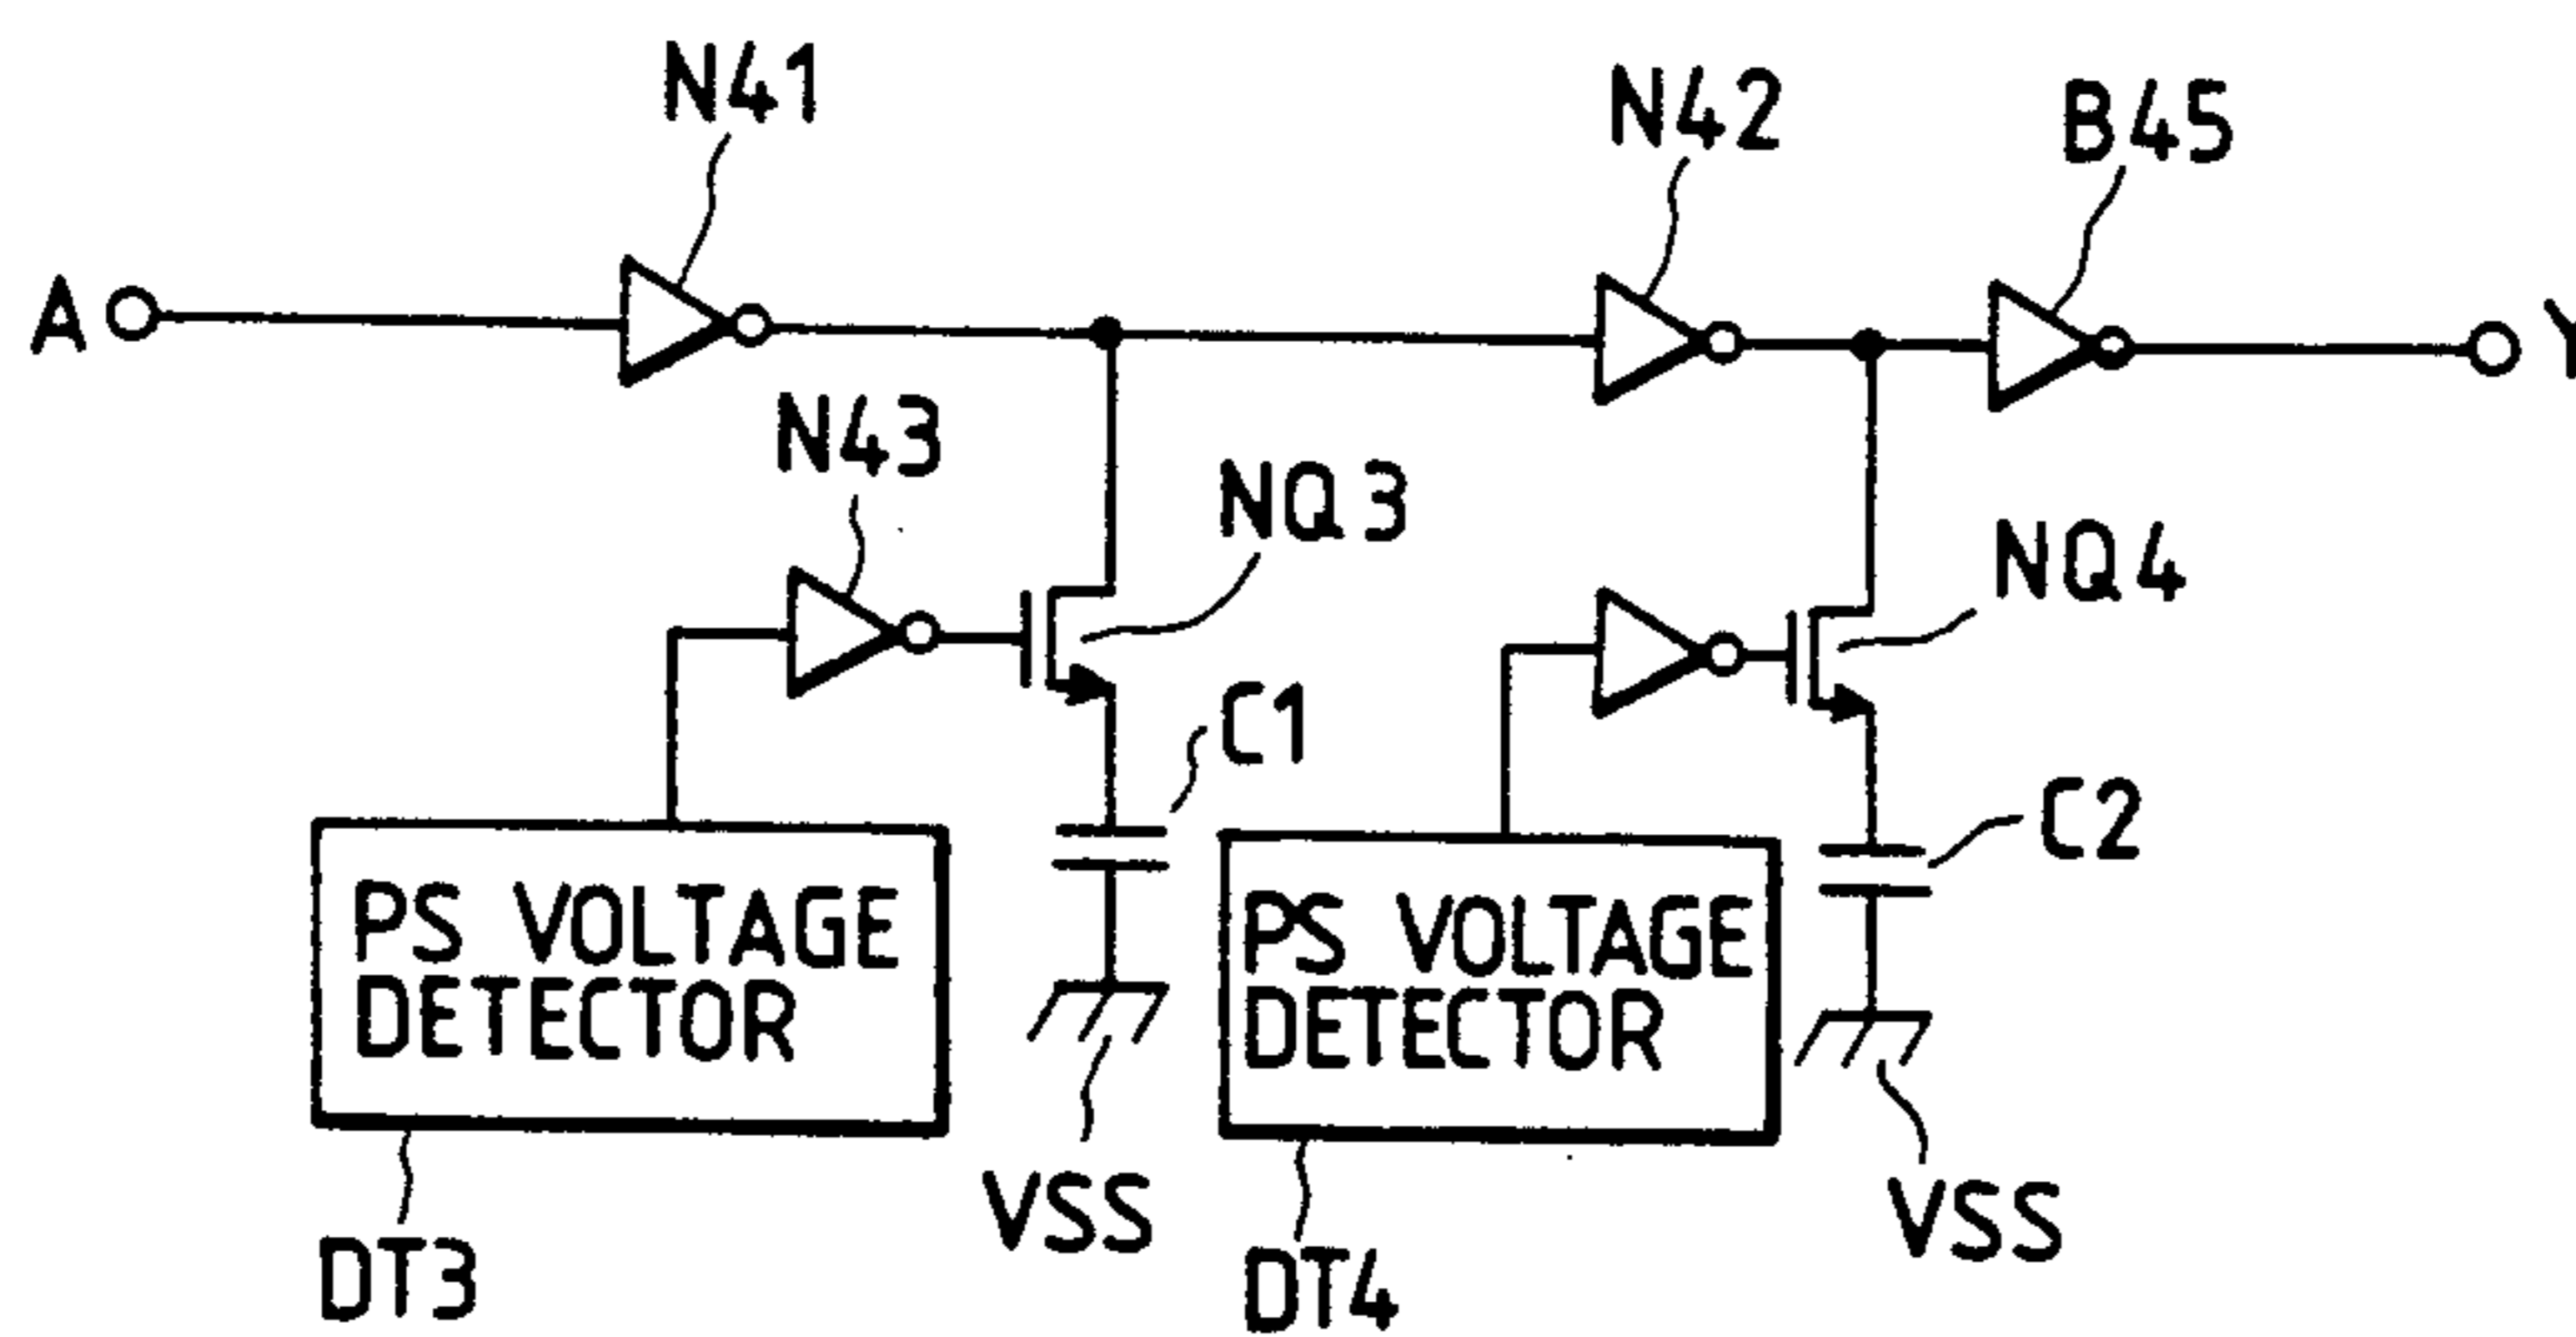 N41
N42
B45
A
Y
N43
NQ3
NQ4
C1
C2
PS VOLTAGE
DETECTOR
PS VOLTAGE
DETECTOR
VSS
VSS
DT3
DT4